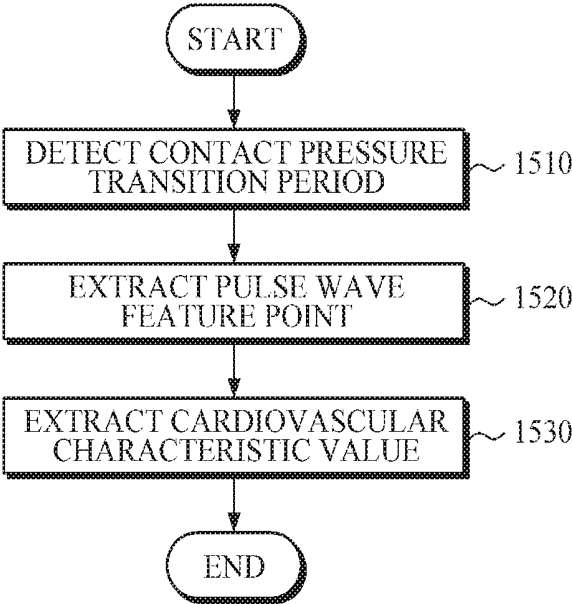 START
DETECT CONTACT PRESSURE
TRANSITION PERIOD
1510
EXTRACT PULSE WAVE
FEATURE POINT
1520
EXTRACT CARDIOVASCULAR
CHARACTERISTIC VALUE
1530
END